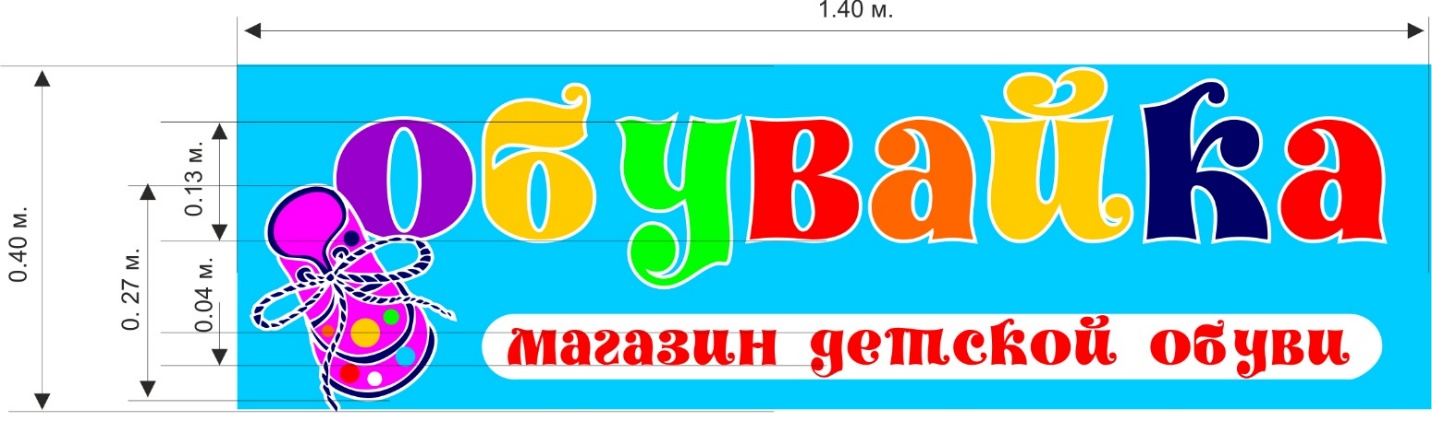 1.40 м.
0.40 м.
0. 27 м.
0.13 м.
0.04 м.
обувайка
магазин детской обуви